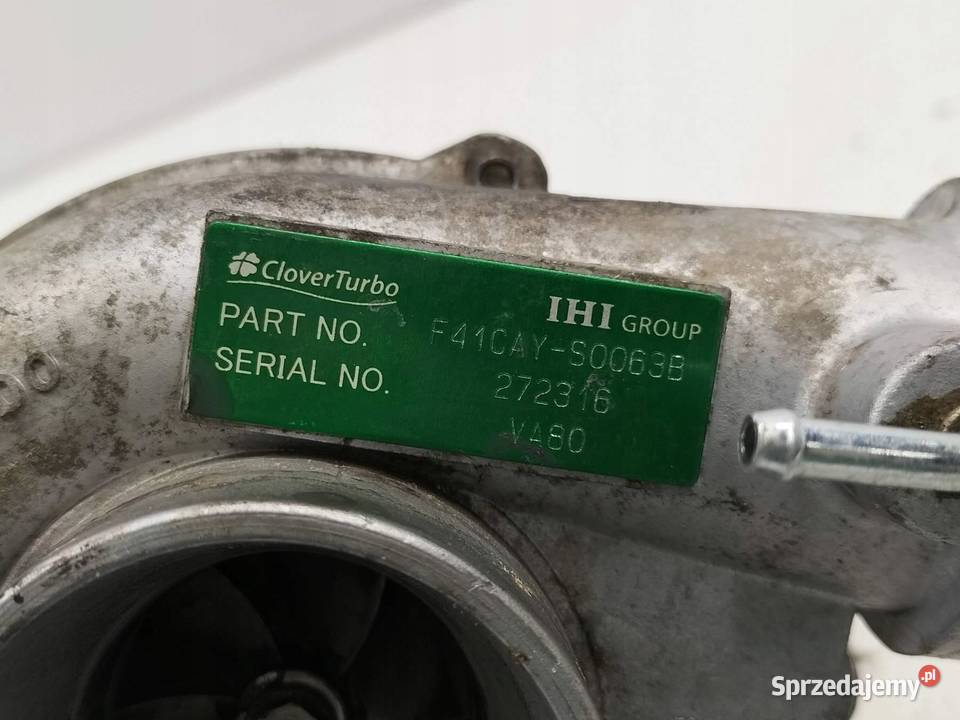 CloverTurbo
IHI GROUP
PART NO. F41CAY-S0063B
SERIAL NO. 272316
VA80
Sprzedajemy.pl